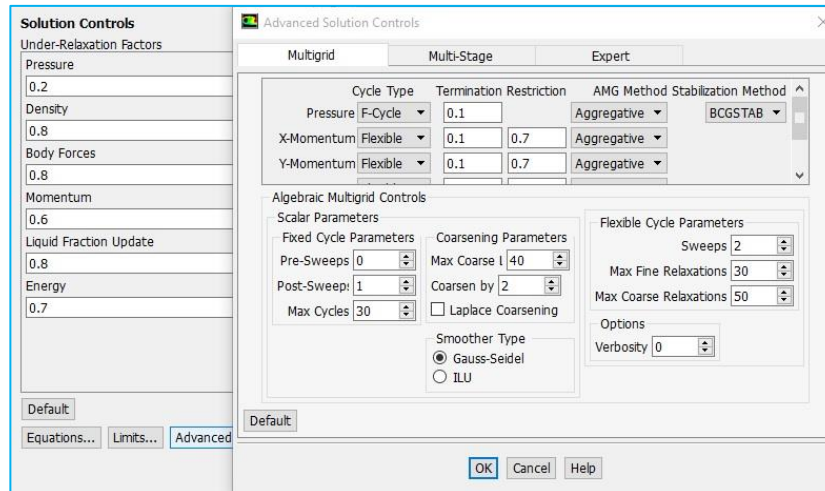 Solution Controls
Under-Relaxation Factors
Pressure
0.2
Density
0.8
Body Forces
0.8
Momentum
0.6
Liquid Fraction Update
0.8
Energy
0.7
Default
Equations... Limits... Advanced
Advanced Solution Controls
Multigrid Multi-Stage Expert
Cycle Type Termination Restriction AMG Method Stabilization Method
Pressure F-Cycle 0.1 Aggregative BCGSTAB
X-Momentum Flexible 0.1 0.7 Aggregative
Y-Momentum Flexible 0.1 0.7 Aggregative
Algebraic Multigrid Controls
Scalar Parameters
Fixed Cycle Parameters
Pre-Sweeps 0
Post-Sweeps 1
Max Cycles 30
Coarsening Parameters
Max Coarse L 40
Coarsen by 2
Laplace Coarsening
Smoother Type
Gauss-Seidel
ILU
Flexible Cycle Parameters
Sweeps 2
Max Fine Relaxations 30
Max Coarse Relaxations 50
Options
Verbosity 0
Default
OK Cancel Help